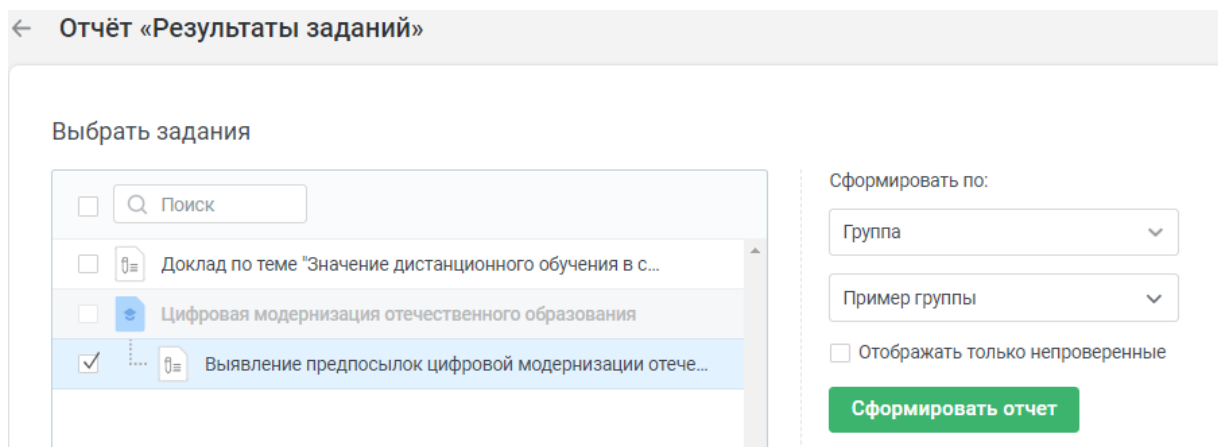 Отчёт «Результаты заданий»
Выбрать задания
Поиск
Доклад по теме "Значение дистанционного обучения в с...
Цифровая модернизация отечественного образования
Выявление предпосылок цифровой модернизации отече...
Сформировать по:
Группа
Пример группы
Отображать только непроверенные
Сформировать отчет